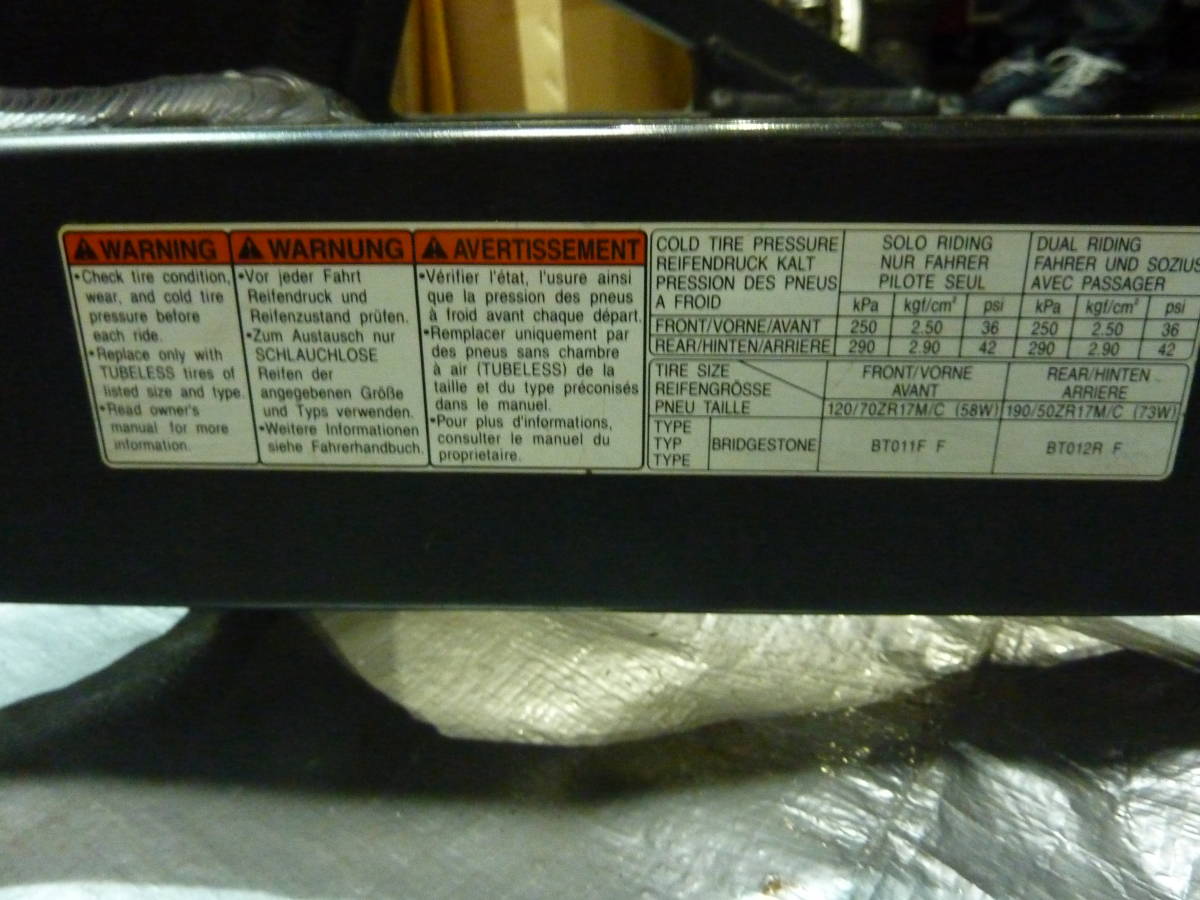 WARNING
•Check tire condition,
wear, and cold tire
pressure before
each ride.
•Replace only with
TUBELESS tires of
listed size and type.
•Read owner's
manual for more
information.
WARNUNG
•Vor jeder Fahrt
Reifendruck und
Reifenzustand prüfen.
•Zum Austausch nur
SCHLAUCHLOSE
Reifen der
angegebenen Größe
und Typs verwenden.
•Weitere Informationen
siehe Fahrerhandbuch.
AVERTISSEMENT
•Vérifier l'état, l'usure ainsi
que la pression des pneus
à froid avant chaque départ.
•Remplacer uniquement par
des pneus sans chambre
à air (TUBELESS) de la
taille et du type préconisés
dans le manuel.
•Pour plus d'informations,
consulter le manuel du
proprietaire.
COLD TIRE PRESSURE
REIFENDRUCK KALT
PRESSION DES PNEUS
A FROID
SOLO RIDING
NUR FAHRER
PILOTE SEUL
DUAL RIDING
FAHRER UND SOZIUS
AVEC PASSAGER
kPa kgf/cm² psi kPa kgf/cm² psi
FRONT/VORNE/AVANT 250 2.50 36 250 2.50 36
REAR/HINTEN/ARRIERE 290 2.90 42 290 2.90 42
TIRE SIZE
REIFENGRÖSSE
PNEU TAILLE
FRONT/VORNE
AVANT
REAR/HINTEN
ARRIERE
120/70ZR17M/C (58W) 190/50ZR17M/C (73W)
TYPE
TYP
TYPE
BRIDGESTONE BT011F F BT012R F